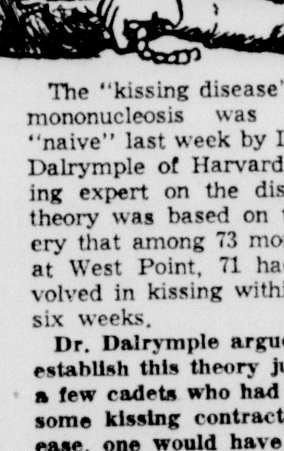 The "kissing disease"
mononucleosis was
"naive" last week by
Dalrymple of Harvard
ing expert on the dis
theory was based on
ery that among 73 mo
at West Point, 71 ha
volved in kissing withi
six weeks.
Dr. Dalrymple argu
establish this theory ju
a few cadets who had
some kissing contract
ease, one would have